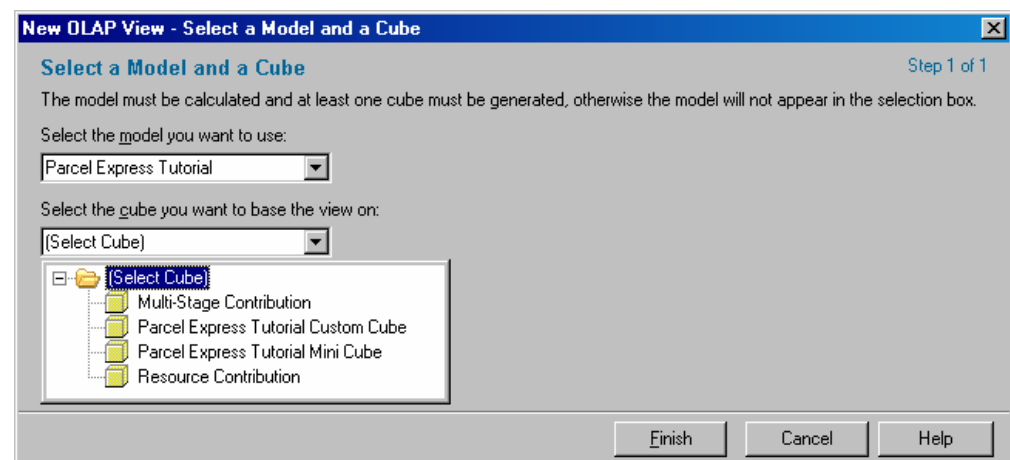 New OLAP View - Select a Model and a Cube
Select a Model and a Cube
Step 1 of 1
The model must be calculated and at least one cube must be generated, otherwise the model will not appear in the selection box.
Select the model you want to use:
Parcel Express Tutorial
Select the cube you want to base the view on:
(Select Cube)
(Select Cube)
Multi-Stage Contribution
Parcel Express Tutorial Custom Cube
Parcel Express Tutorial Mini Cube
Resource Contribution
Finish
Cancel
Help